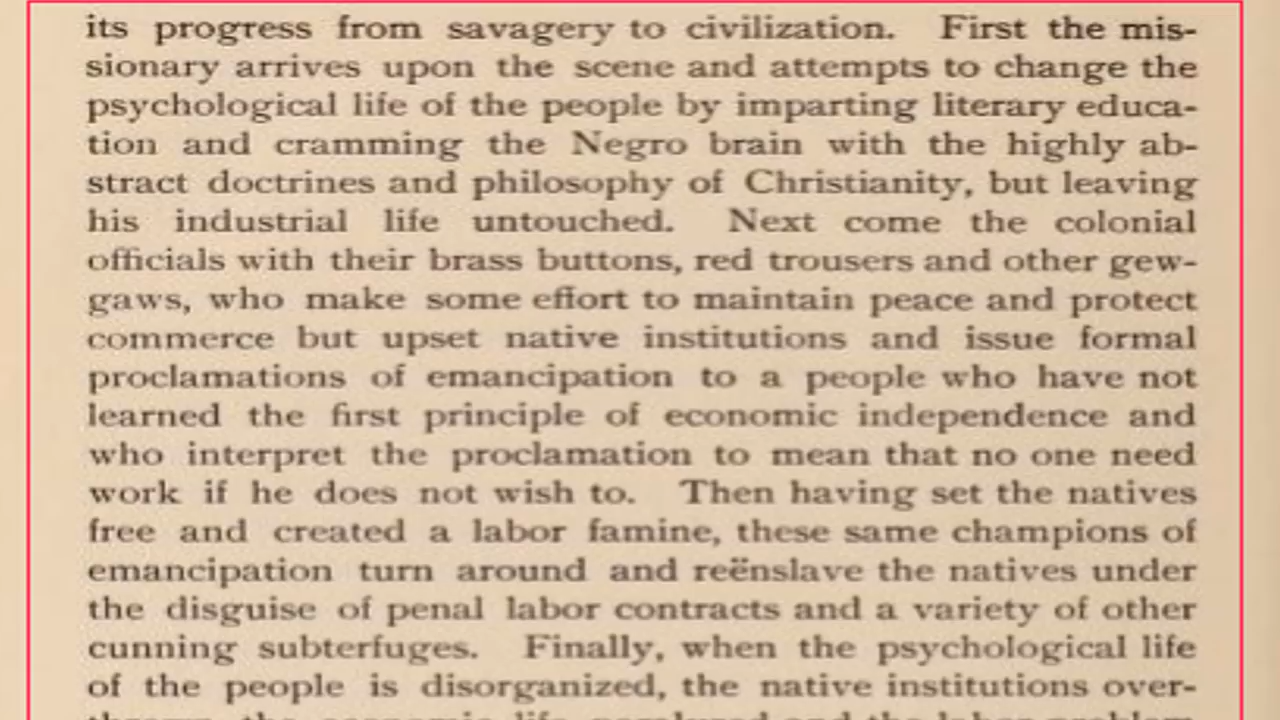 its progress from savagery to civilization. First the mis-
sionary arrives upon the scene and attempts to change the
psychological life of the people by imparting literary educa-
tion and cramming the Negro brain with the highly ab-
stract doctrines and philosophy of Christianity, but leaving
his industrial life untouched. Next come the colonial
officials with their brass buttons, red trousers and other gew-
gaws, who make some effort to maintain peace and protect
commerce but upset native institutions and issue formal
proclamations of emancipation to a people who have not
learned the first principle of economic independence and
who interpret the proclamation to mean that no one need
work if he does not wish to. Then having set the natives
free and created a labor famine, these same champions of
emancipation turn around and reënslave the natives under
the disguise of penal labor contracts and a variety of other
cunning subterfuges. Finally, when the psychological life
of the people is disorganized, the native institutions over-